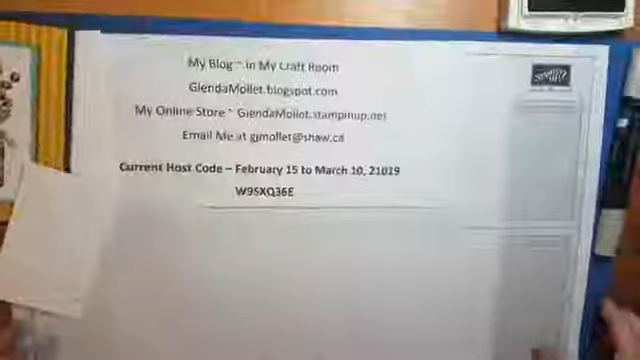 My Blog ~ in My Craft Room
GlendaMollet.blogspot.com
My Online Store ~ GlendaMollet.stampinup.net
Email Me at gjmollet@shaw.ca
Current Host Code – February 15 to March 10, 21019
W9SXQ36E